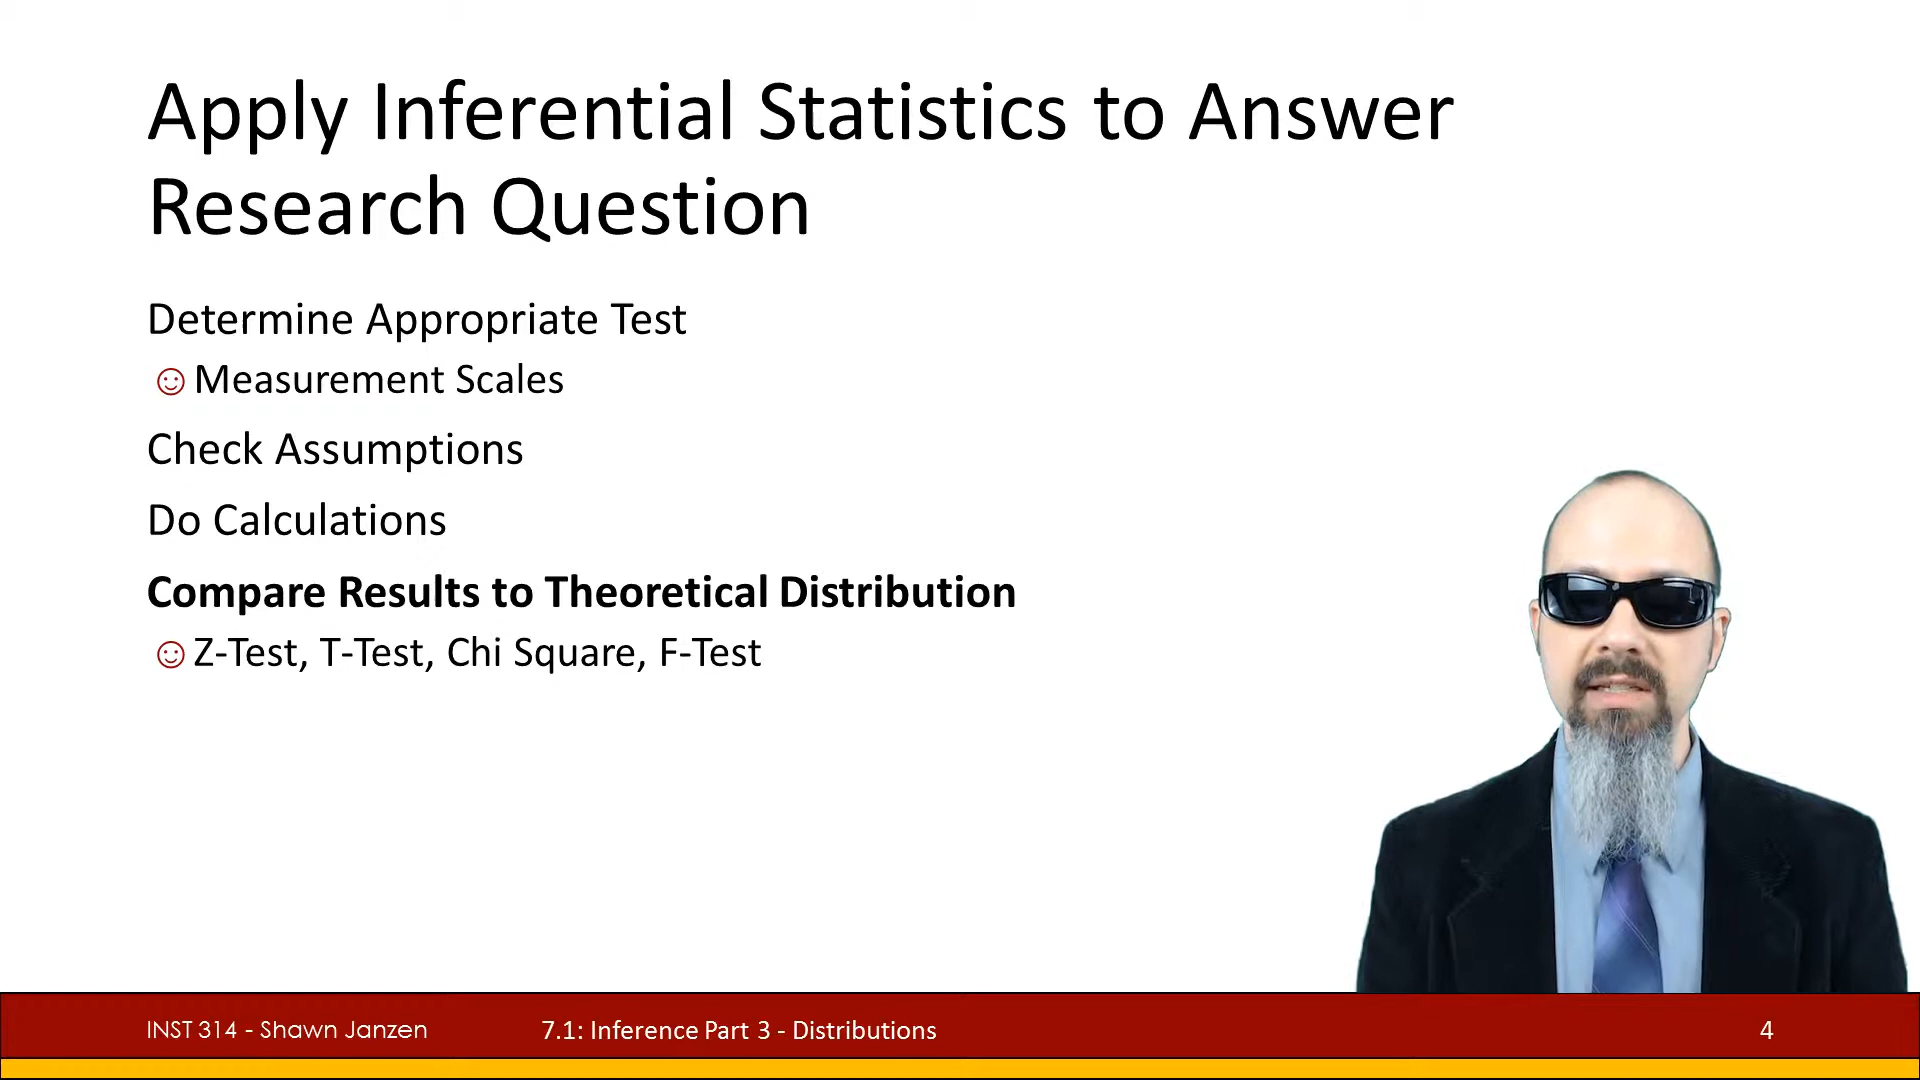 Apply Inferential Statistics to Answer
Research Question
Determine Appropriate Test
☺Measurement Scales
Check Assumptions
Do Calculations
Compare Results to Theoretical Distribution
☺Z-Test, T-Test, Chi Square, F-Test
INST 314 - Shawn Janzen
7.1: Inference Part 3 - Distributions
4